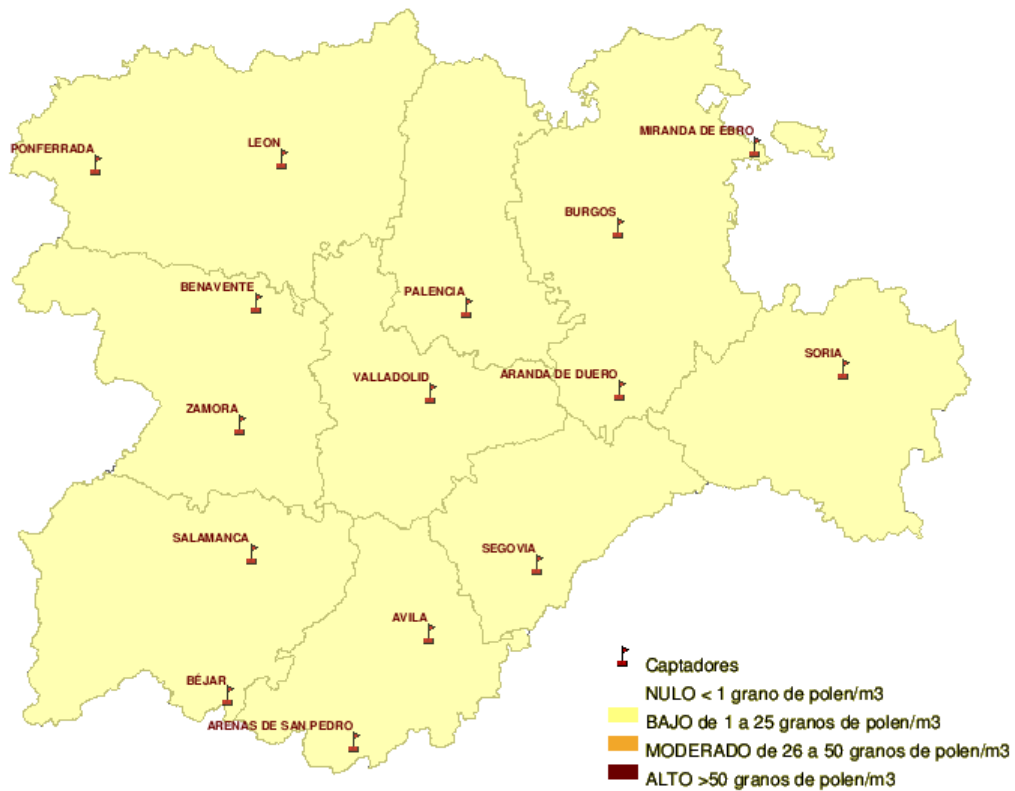 MIRANDA DE EBRO
PONFERRADA
LEON
BURGOS
BENAVENTE
PALENCIA
SORIA
VALLADOLID
ARANDA DE DUERO
ZAMORA
SALAMANCA
SEGOVIA
AVILA
BÉJAR
ARENAS DE SAN PEDRO
Captadores
NULO < 1 grano de polen/m3
BAJO de 1 a 25 granos de polen/m3
MODERADO de 26 a 50 granos de polen/m3
ALTO >50 granos de polen/m3